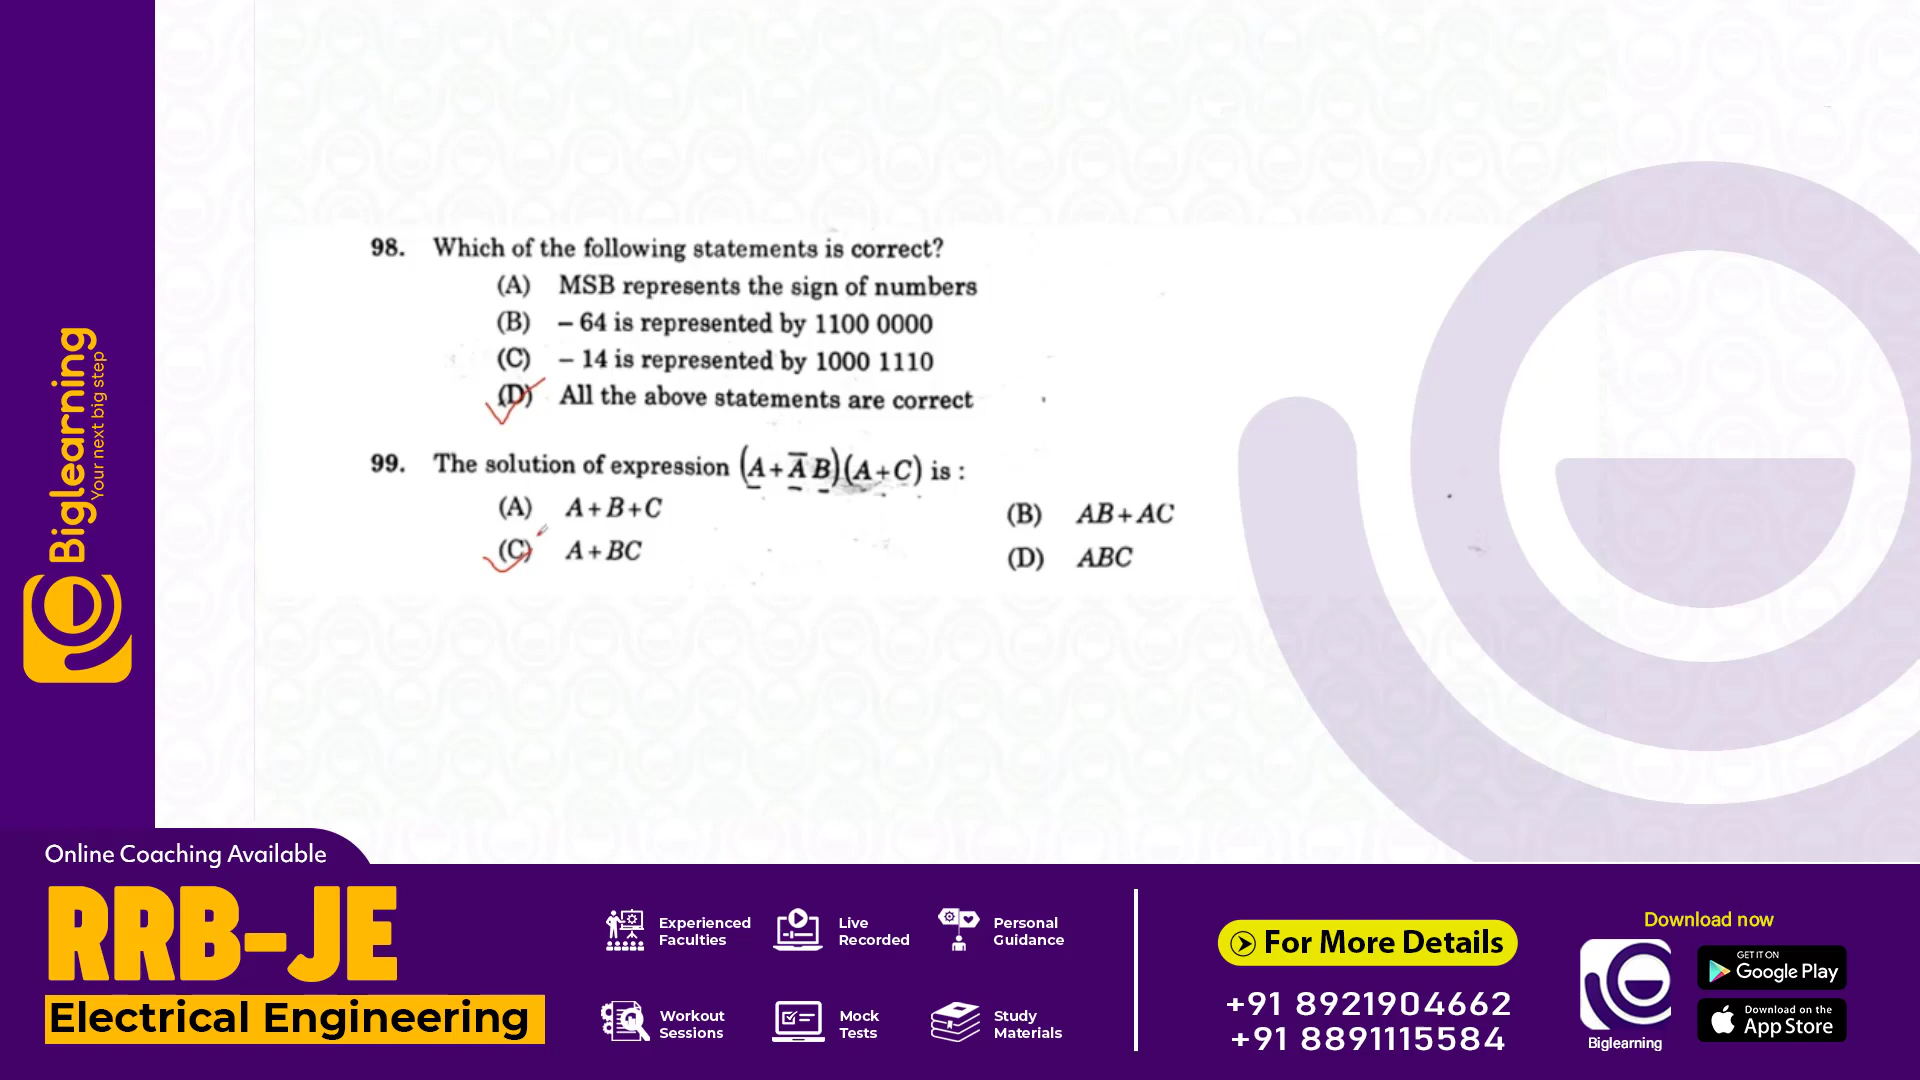 98. Which of the following statements is correct?
(A) MSB represents the sign of numbers
(B) – 64 is represented by 1100 0000
(C) – 14 is represented by 1000 1110
(D) All the above statements are correct
99. The solution of expression (A + A̅ B)(A + C) is :
(A) A + B + C
(B) AB + AC
(C) A + BC
(D) ABC
Biglearning
Your next big step
Online Coaching Available
RRB-JE
Electrical Engineering
Experienced
Faculties
Live
Recorded
Personal
Guidance
Workout
Sessions
Mock
Tests
Study
Materials
For More Details
+91 8921904662
+91 8891115584
Download now
Biglearning
GET IT ON
Google Play
Download on the
App Store